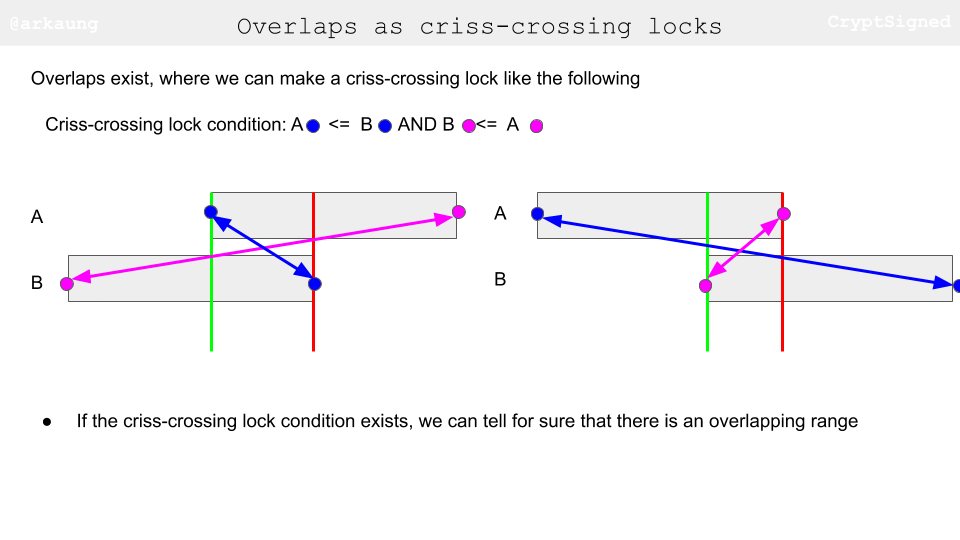 @arkaung
Overlaps as criss-crossing locks
CryptSigned
Overlaps exist, where we can make a criss-crossing lock like the following
Criss-crossing lock condition: A <= B AND B <= A
A
A
B
B
● If the criss-crossing lock condition exists, we can tell for sure that there is an overlapping range